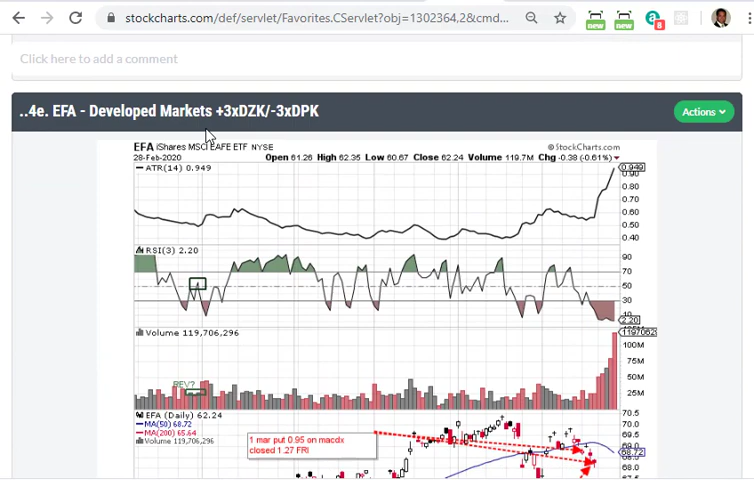 stockcharts.com/def/servlet/Favorites.CServlet?obj=1302364,2&cmd...
new
new
a
8
Click here to add a comment
..4e. EFA - Developed Markets +3xDZK/-3xDPK
Actions
EFA iShares MSCI EAFE ETF NYSE
© StockCharts.com
28-Feb-2020
Open 61.26 High 62.35 Low 60.67 Close 62.24 Volume 119.7M Chg -0.38 (-0.61%)
ATR(14) 0.949
0.949
0.90
0.80
0.70
0.60
0.50
0.40
RSI(3) 2.20
90
70
50
30
2.20
Volume 119,706,296
119706296
100M
75M
50M
25M
REV?
EFA (Daily) 62.24
MA(50) 68.72
MA(200) 65.64
Volume 119,706,296
1 mar put 0.95 on macdx
closed 1.27 FRI
70.5
70.0
69.5
69.0
68.72
68.0